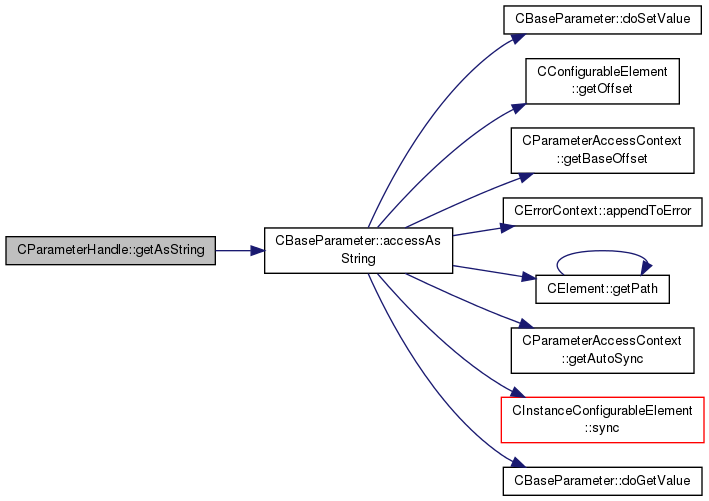 CParameterHandle::getAsString
CBaseParameter::accessAs
String
CBaseParameter::doSetValue
CConfigurableElement
::getOffset
CParameterAccessContext
::getBaseOffset
CErrorContext::appendToError
CElement::getPath
CParameterAccessContext
::getAutoSync
CInstanceConfigurableElement
::sync
CBaseParameter::doGetValue